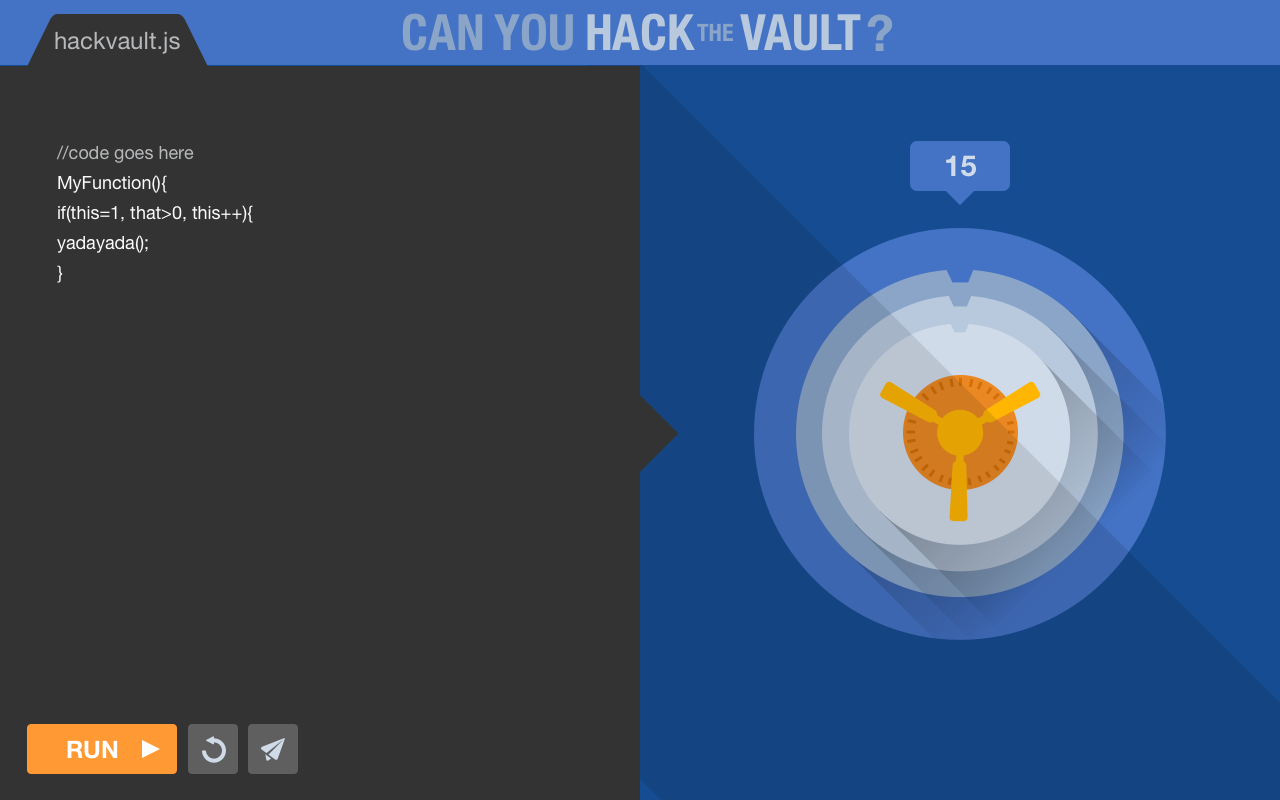 hackvault.js
CAN YOU HACK THE VAULT?
//code goes here
MyFunction(){
if(this=1, that>0, this++){
yadayada();
}
15
RUN